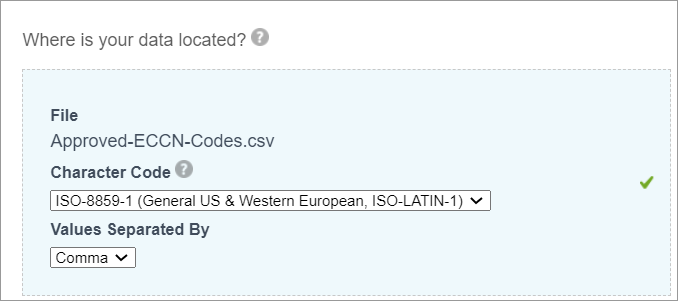 Where is your data located? ?
File
Approved-ECCN-Codes.csv
Character Code ?
ISO-8859-1 (General US & Western European, ISO-LATIN-1)
Values Separated By
Comma